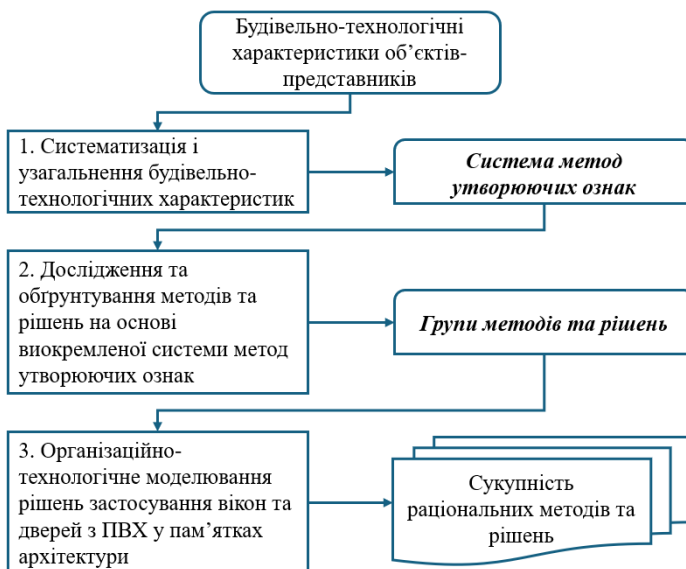 Будівельно-технологічні
характеристики об’єктів-
представників
1. Систематизація і
узагальнення будівельно-
технологічних характеристик
Система метод
утворюючих ознак
2. Дослідження та
обґрунтування методів та
рішень на основі
виокремленої системи метод
утворюючих ознак
Групи методів та рішень
3. Організаційно-
технологічне моделювання
рішень застосування вікон та
дверей з ПВХ у пам’ятках
архітектури
Сукупність
раціональних методів та
рішень